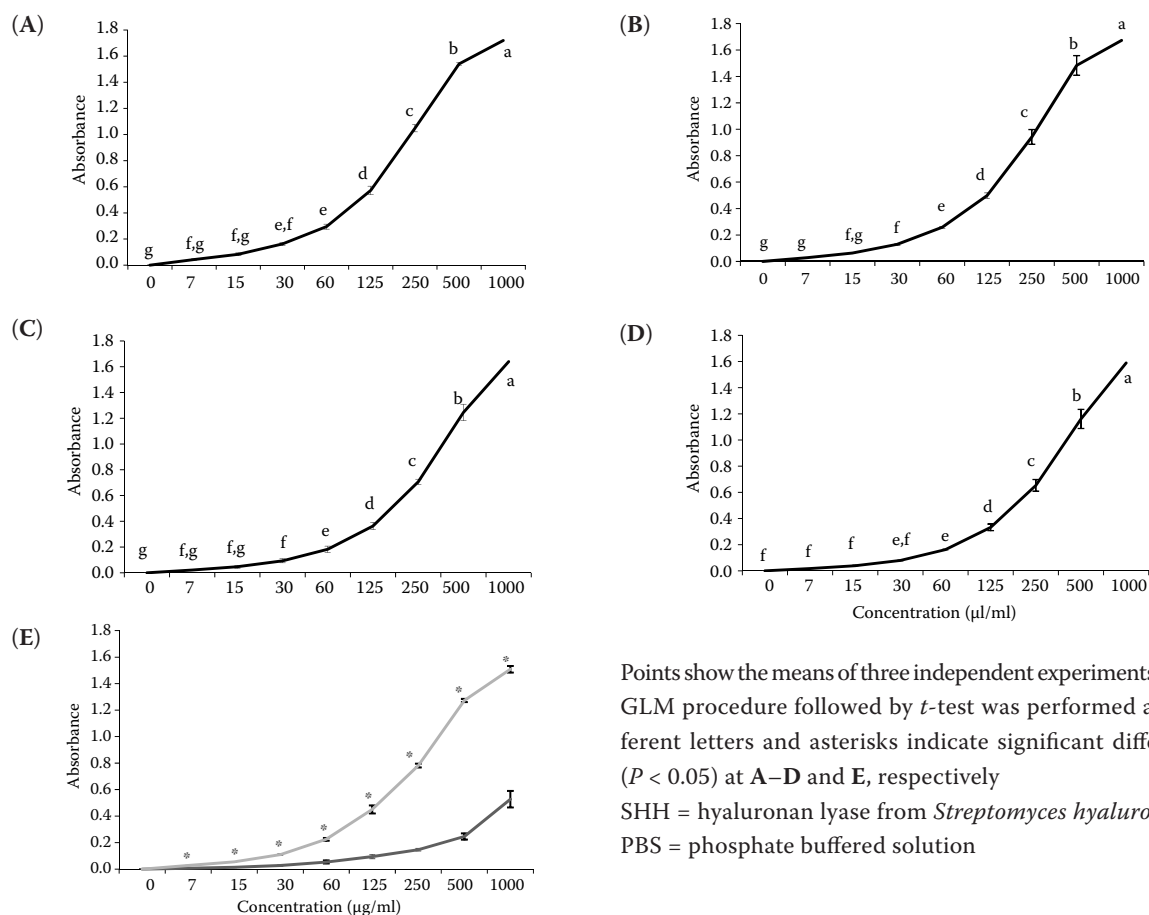 (A)
1.8
1.6
1.4
1.2
1.0
0.8
0.6
0.4
0.2
0.0
Absorbance
g f,g f,g e,f e d c b a
0 7 15 30 60 125 250 500 1000
(B)
1.8
1.6
1.4
1.2
1.0
0.8
0.6
0.4
0.2
0.0
Absorbance
g g f,g f e d c b a
0 7 15 30 60 125 250 500 1000
(C)
1.8
1.6
1.4
1.2
1.0
0.8
0.6
0.4
0.2
0.0
Absorbance
g f,g f,g f e d c b a
0 7 15 30 60 125 250 500 1000
(D)
1.8
1.6
1.4
1.2
1.0
0.8
0.6
0.4
0.2
0.0
Absorbance
f f f e,f e d c b a
0 7 15 30 60 125 250 500 1000
Concentration (µl/ml)
(E)
1.8
1.6
1.4
1.2
1.0
0.8
0.6
0.4
0.2
0.0
Absorbance
* * * * * * * *
0 7 15 30 60 125 250 500 1000
Concentration (µg/ml)
Points show the means of three independent experiments
GLM procedure followed by t-test was performed a
ferent letters and asterisks indicate significant diffe
(P < 0.05) at A–D and E, respectively
SHH = hyaluronan lyase from Streptomyces hyaluro
PBS = phosphate buffered solution